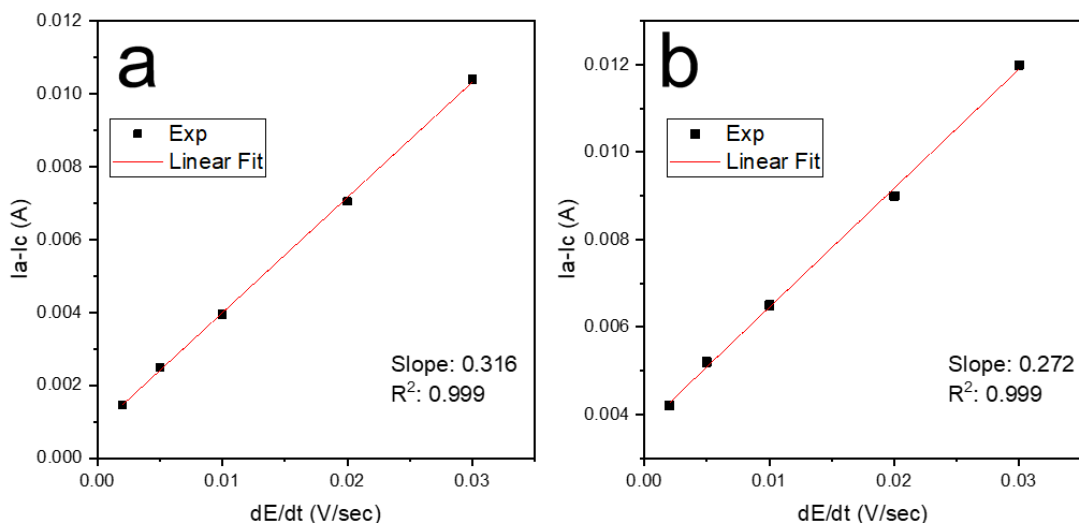 a
Exp
Linear Fit
Slope: 0.316
R²: 0.999
Ia-Ic (A)
0.012
0.010
0.008
0.006
0.004
0.002
0.000
0.00
0.01
0.02
0.03
dE/dt (V/sec)
b
Exp
Linear Fit
Slope: 0.272
R²: 0.999
Ia-Ic (A)
0.012
0.010
0.008
0.006
0.004
0.00
0.01
0.02
0.03
dE/dt (V/sec)